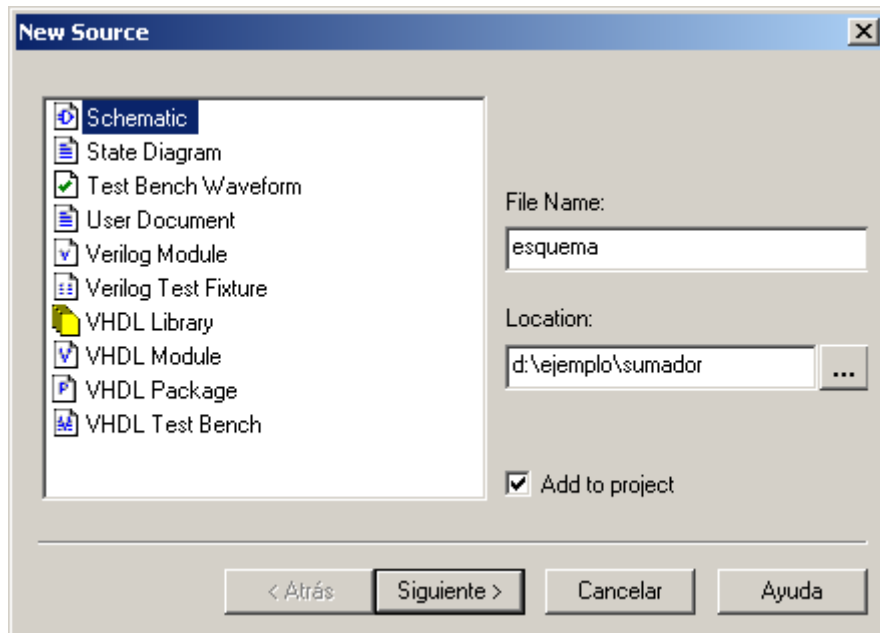 New Source
Schematic
State Diagram
Test Bench Waveform
User Document
Verilog Module
Verilog Test Fixture
VHDL Library
VHDL Module
VHDL Package
VHDL Test Bench
File Name:
esquema
Location:
d:\ejemplo\sumador
...
Add to project
< Atrás
Siguiente >
Cancelar
Ayuda